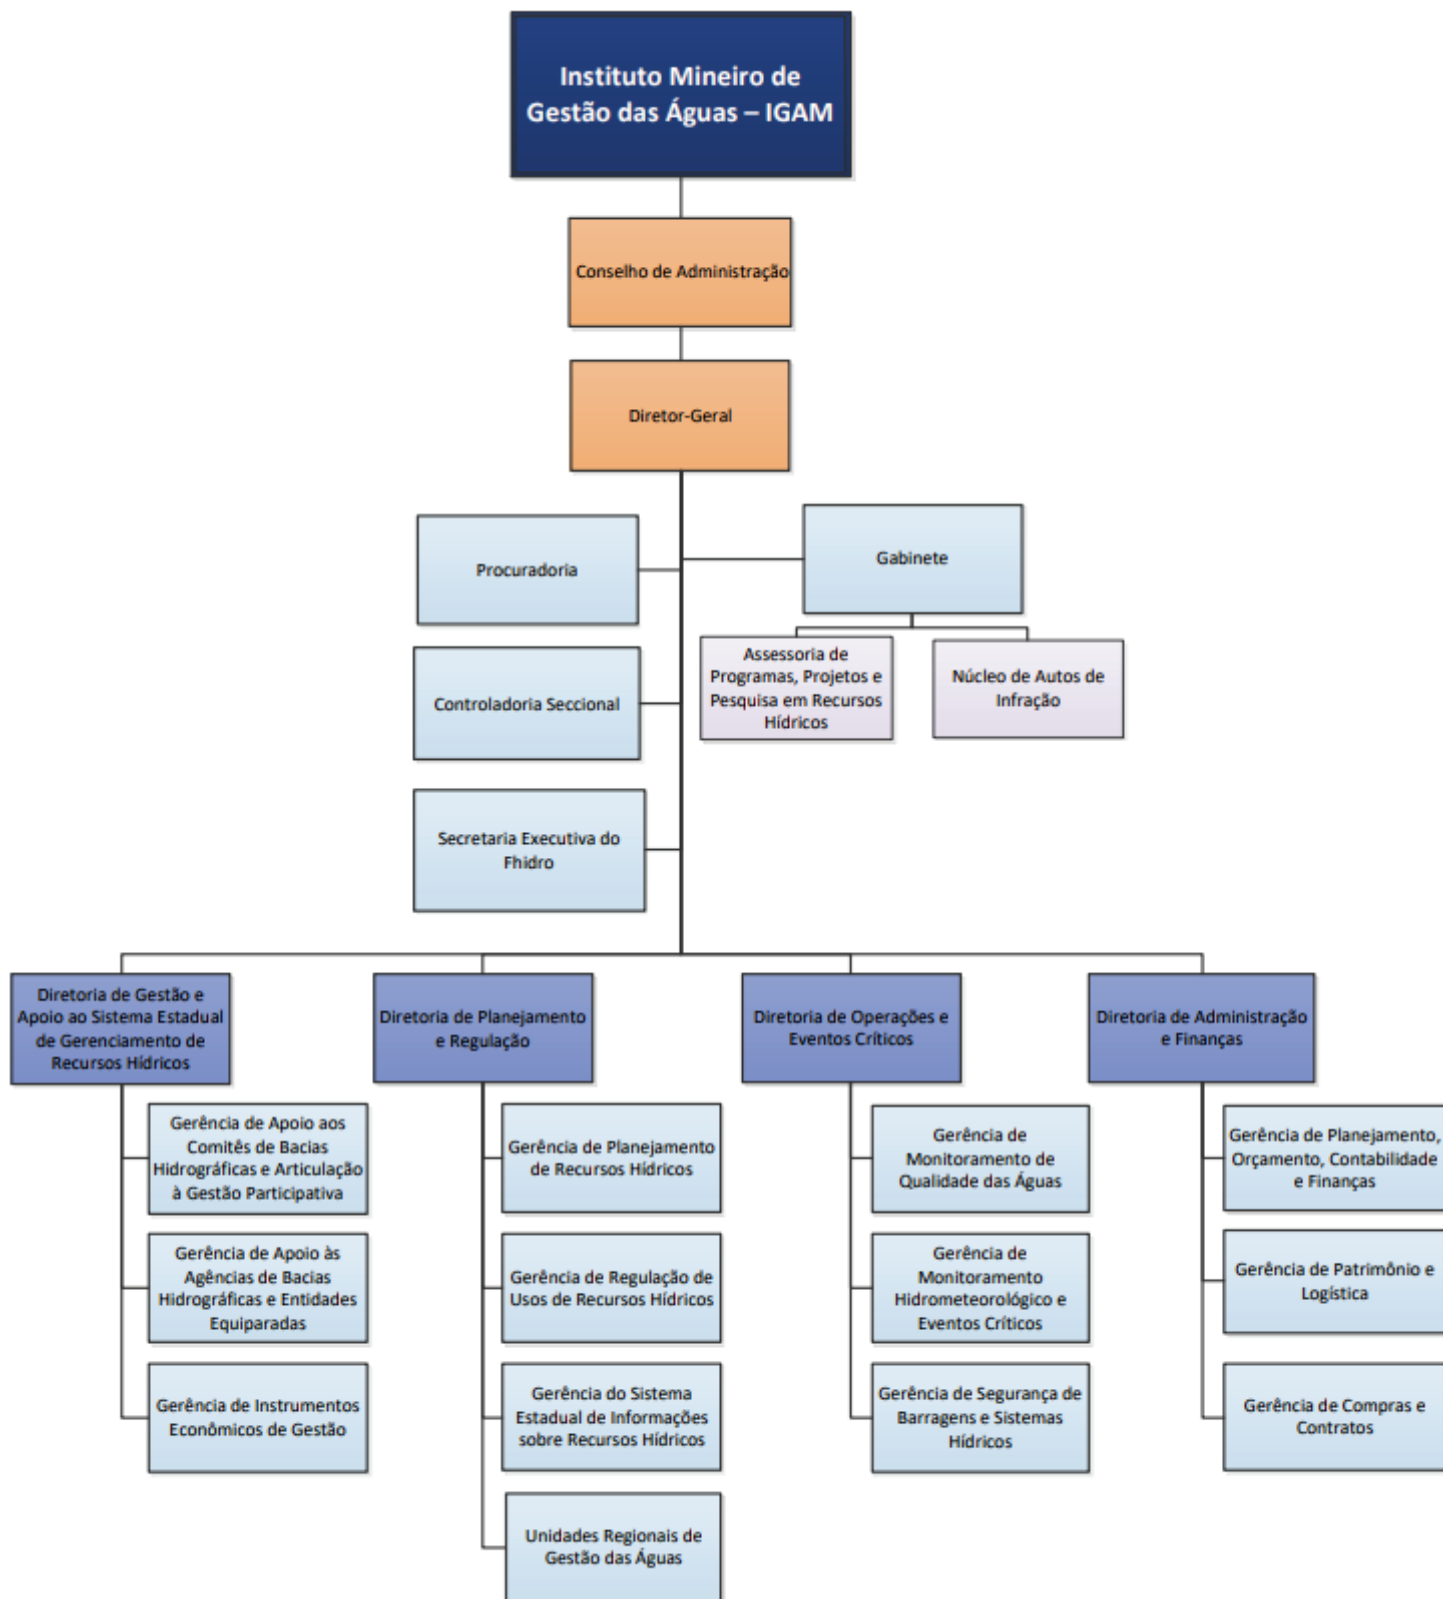 Instituto Mineiro de
Gestão das Águas – IGAM
Conselho de Administração
Diretor-Geral
Procuradoria
Gabinete
Assessoria de
Programas, Projetos e
Pesquisa em Recursos
Hídricos
Núcleo de Autos de
Infração
Controladoria Seccional
Secretaria Executiva do
Fhidro
Diretoria de Gestão e
Apoio ao Sistema Estadual
de Gerenciamento de
Recursos Hídricos
Diretoria de Planejamento
e Regulação
Diretoria de Operações e
Eventos Críticos
Diretoria de Administração
e Finanças
Gerência de Apoio aos
Comitês de Bacias
Hidrográficas e Articulação
à Gestão Participativa
Gerência de Apoio às
Agências de Bacias
Hidrográficas e Entidades
Equiparadas
Gerência de Instrumentos
Econômicos de Gestão
Gerência de Planejamento
de Recursos Hídricos
Gerência de Regulação de
Usos de Recursos Hídricos
Gerência do Sistema
Estadual de Informações
sobre Recursos Hídricos
Unidades Regionais de
Gestão das Águas
Gerência de
Monitoramento de
Qualidade das Águas
Gerência de
Monitoramento
Hidrometeorológico e
Eventos Críticos
Gerência de Segurança de
Barragens e Sistemas
Hídricos
Gerência de Planejamento,
Orçamento, Contabilidade
e Finanças
Gerência de Patrimônio e
Logística
Gerência de Compras e
Contratos